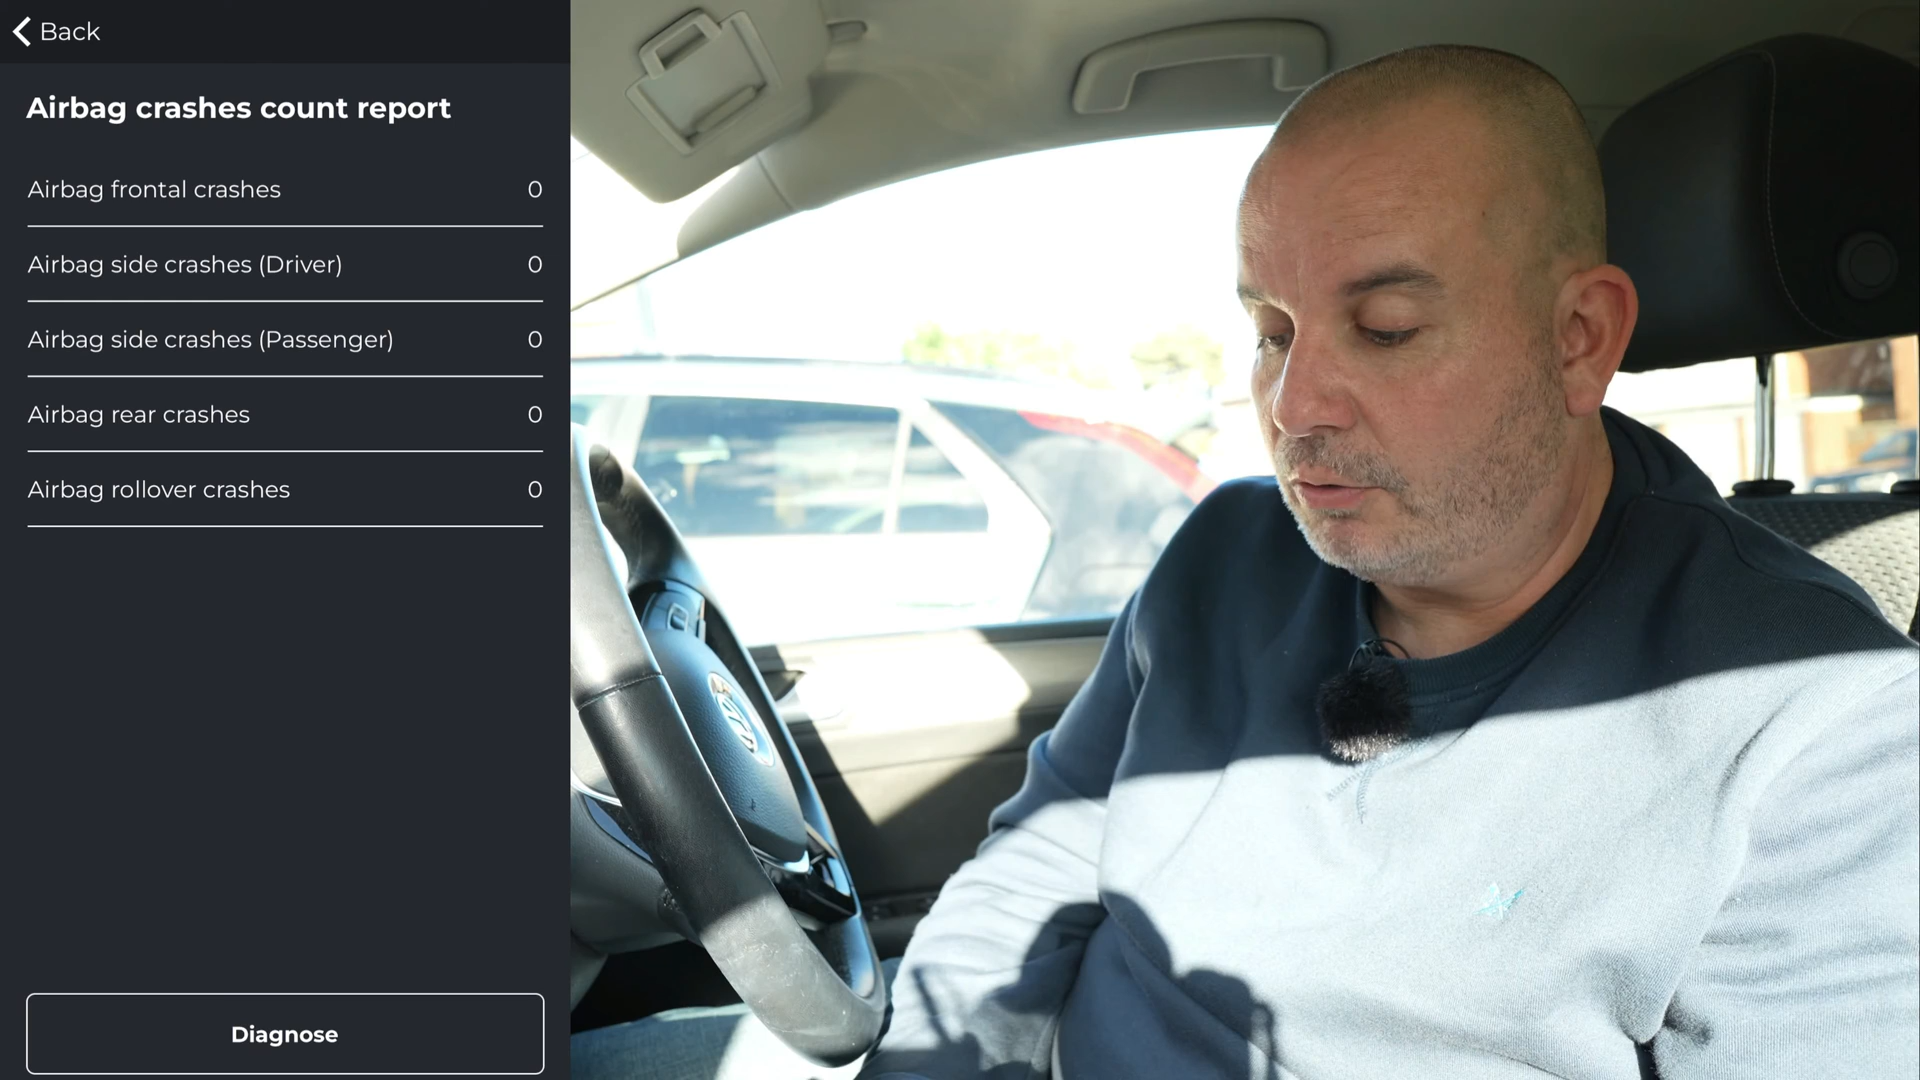 Back
Airbag crashes count report
Airbag frontal crashes 0
Airbag side crashes (Driver) 0
Airbag side crashes (Passenger) 0
Airbag rear crashes 0
Airbag rollover crashes 0
Diagnose